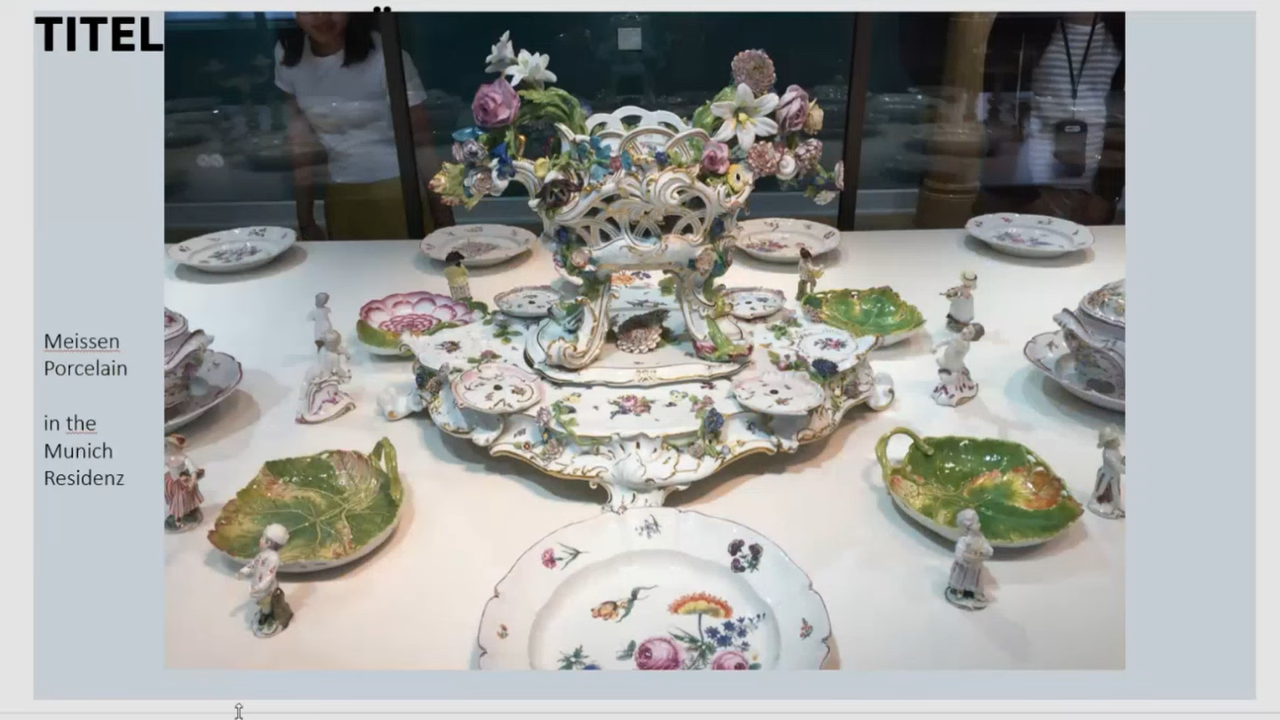 TITEL
Meissen
Porcelain
in the
Munich
Residenz